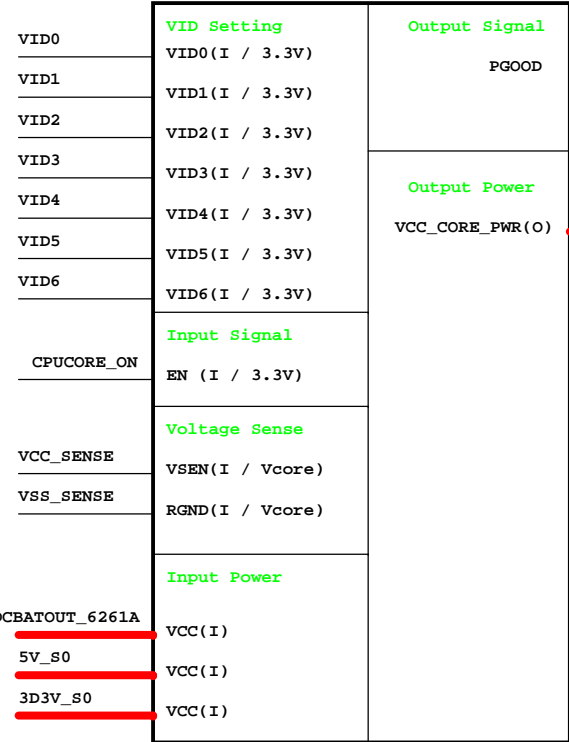 VID0
VID1
VID2
VID3
VID4
VID5
VID6
CPUCORE_ON
VCC_SENSE
VSS_SENSE
DCBATOUT_6261A
5V_S0
3D3V_S0
VID Setting
VID0(I / 3.3V)
VID1(I / 3.3V)
VID2(I / 3.3V)
VID3(I / 3.3V)
VID4(I / 3.3V)
VID5(I / 3.3V)
VID6(I / 3.3V)
Input Signal
EN (I / 3.3V)
Voltage Sense
VSEN(I / Vcore)
RGND(I / Vcore)
Input Power
VCC(I)
VCC(I)
VCC(I)
Output Signal
PGOOD
Output Power
VCC_CORE_PWR(O)